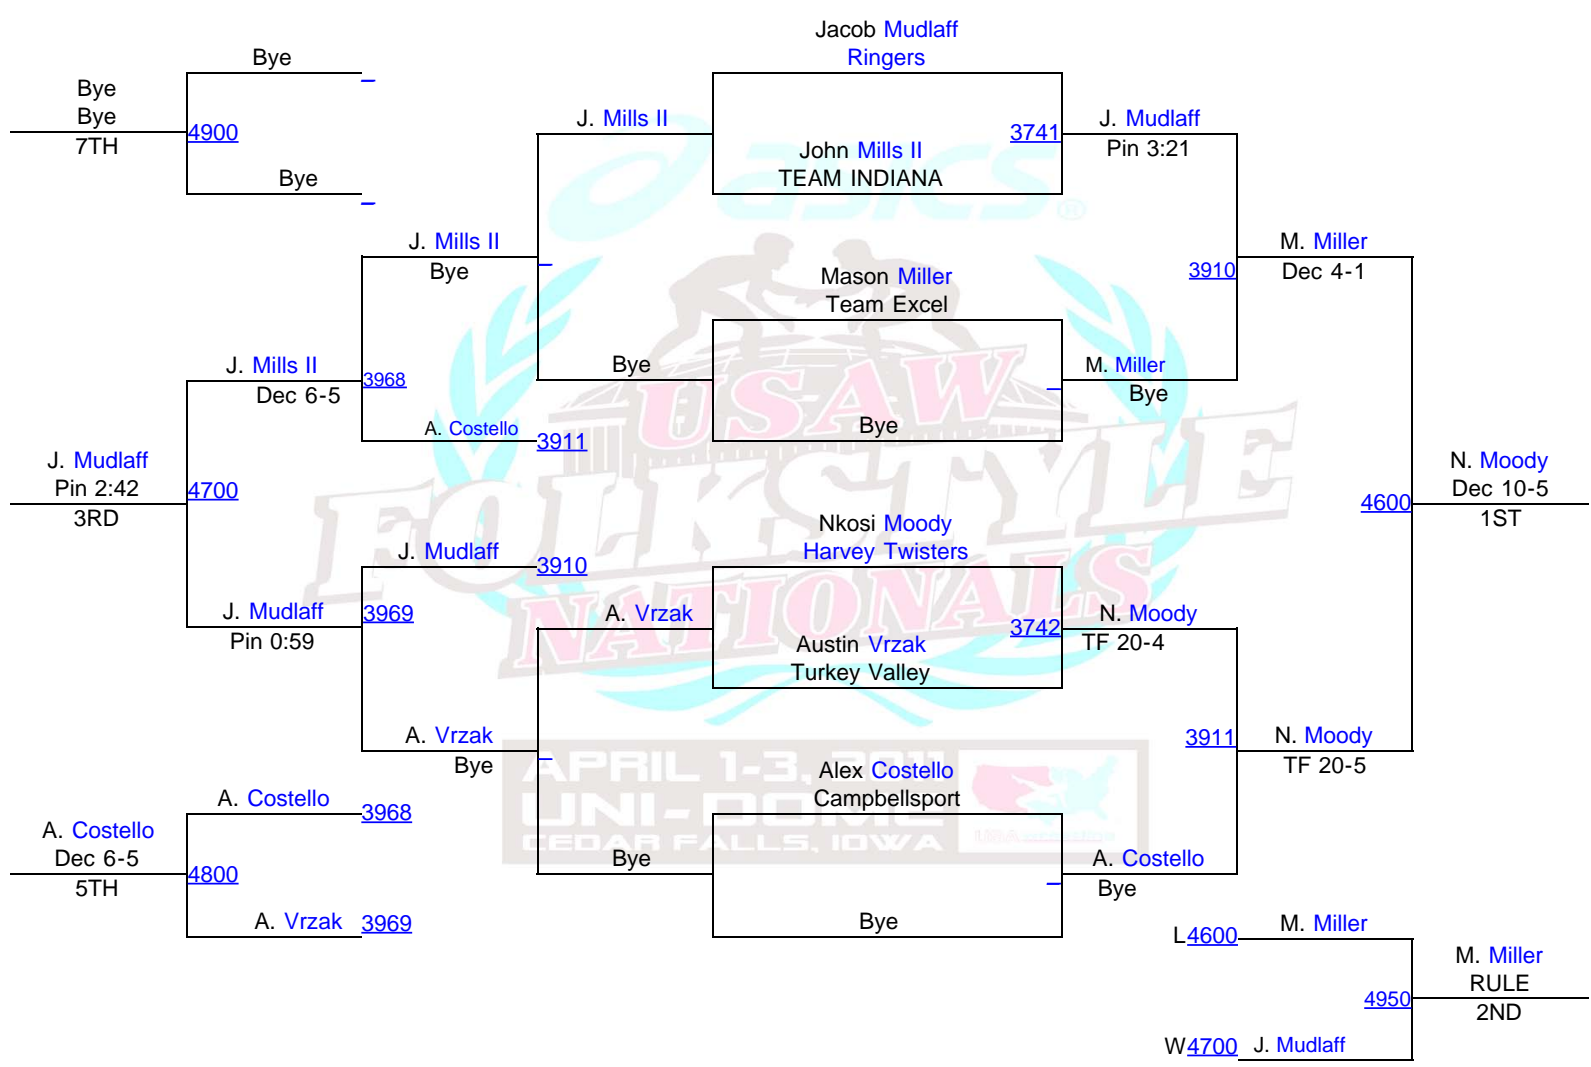 Jacob Mudlaff
Ringers
Bye
Bye
Bye
7TH
4900
Bye
J. Mills II
3741
John Mills II
TEAM INDIANA
J. Mudlaff
Pin 3:21
asics®
J. Mills II
Bye
Mason Miller
Team Excel
3910
M. Miller
Dec 4-1
J. Mills II
Dec 6-5
3968
Bye
M. Miller
Bye
USAW
A. Costello 3911
Bye
J. Mudlaff
Pin 2:42
3RD
4700
FOLKSTYLE
4600
N. Moody
Dec 10-5
1ST
Nkosi Moody
Harvey Twisters
J. Mudlaff 3910
NATIONALS
J. Mudlaff
Pin 0:59
3969
A. Vrzak
3742
Austin Vrzak
Turkey Valley
N. Moody
TF 20-4
A. Vrzak
Bye
3911
N. Moody
TF 20-5
APRIL 1-3, 2011
UNI-DOME
CEDAR FALLS, IOWA
USA wrestling
Alex Costello
Campbellsport
A. Costello 3968
A. Costello
Dec 6-5
5TH
4800
Bye
A. Costello
Bye
A. Vrzak 3969
Bye
L4600 M. Miller
M. Miller
RULE
2ND
4950
W4700 J. Mudlaff